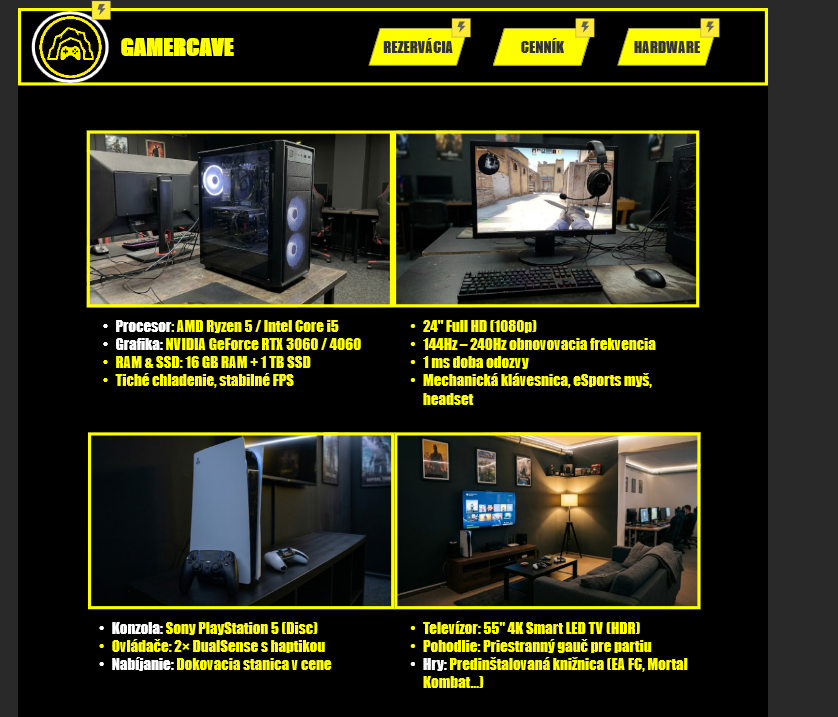 GAMERCAVE
REZERVÁCIA
CENNÍK
HARDWARE
• Procesor: AMD Ryzen 5 / Intel Core i5
• Grafika: NVIDIA GeForce RTX 3060 / 4060
• RAM & SSD: 16 GB RAM + 1 TB SSD
• Tiché chladenie, stabilné FPS
• 24" Full HD (1080p)
• 144Hz – 240Hz obnovovacia frekvencia
• 1 ms doba odozvy
• Mechanická klávesnica, eSports myš,
headset
• Konzola: Sony PlayStation 5 (Disc)
• Ovládače: 2× DualSense s haptikou
• Nabíjanie: Dokovacia stanica v cene
• Televízor: 55" 4K Smart LED TV (HDR)
• Pohodlie: Priestranný gauč pre partiu
• Hry: Predinštalovaná knižnica (EA FC, Mortal
Kombat...)